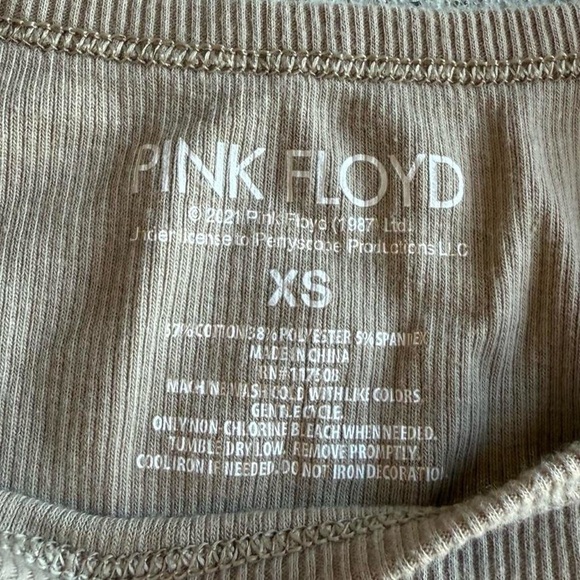 PINK FLOYD
© 2021 Pink Floyd (1987) Ltd.
Under license to Perryscope Productions LLC
XS
57% COTTON 38% POLYESTER 5% SPANDEX
MADE IN CHINA
RN# 117508
MACHINE WASH COLD WITH LIKE COLORS.
GENTLE CYCLE.
ONLY NON-CHLORINE BLEACH WHEN NEEDED.
TUMBLE DRY LOW. REMOVE PROMPTLY.
COOL IRON IF NEEDED. DO NOT IRON DECORATION